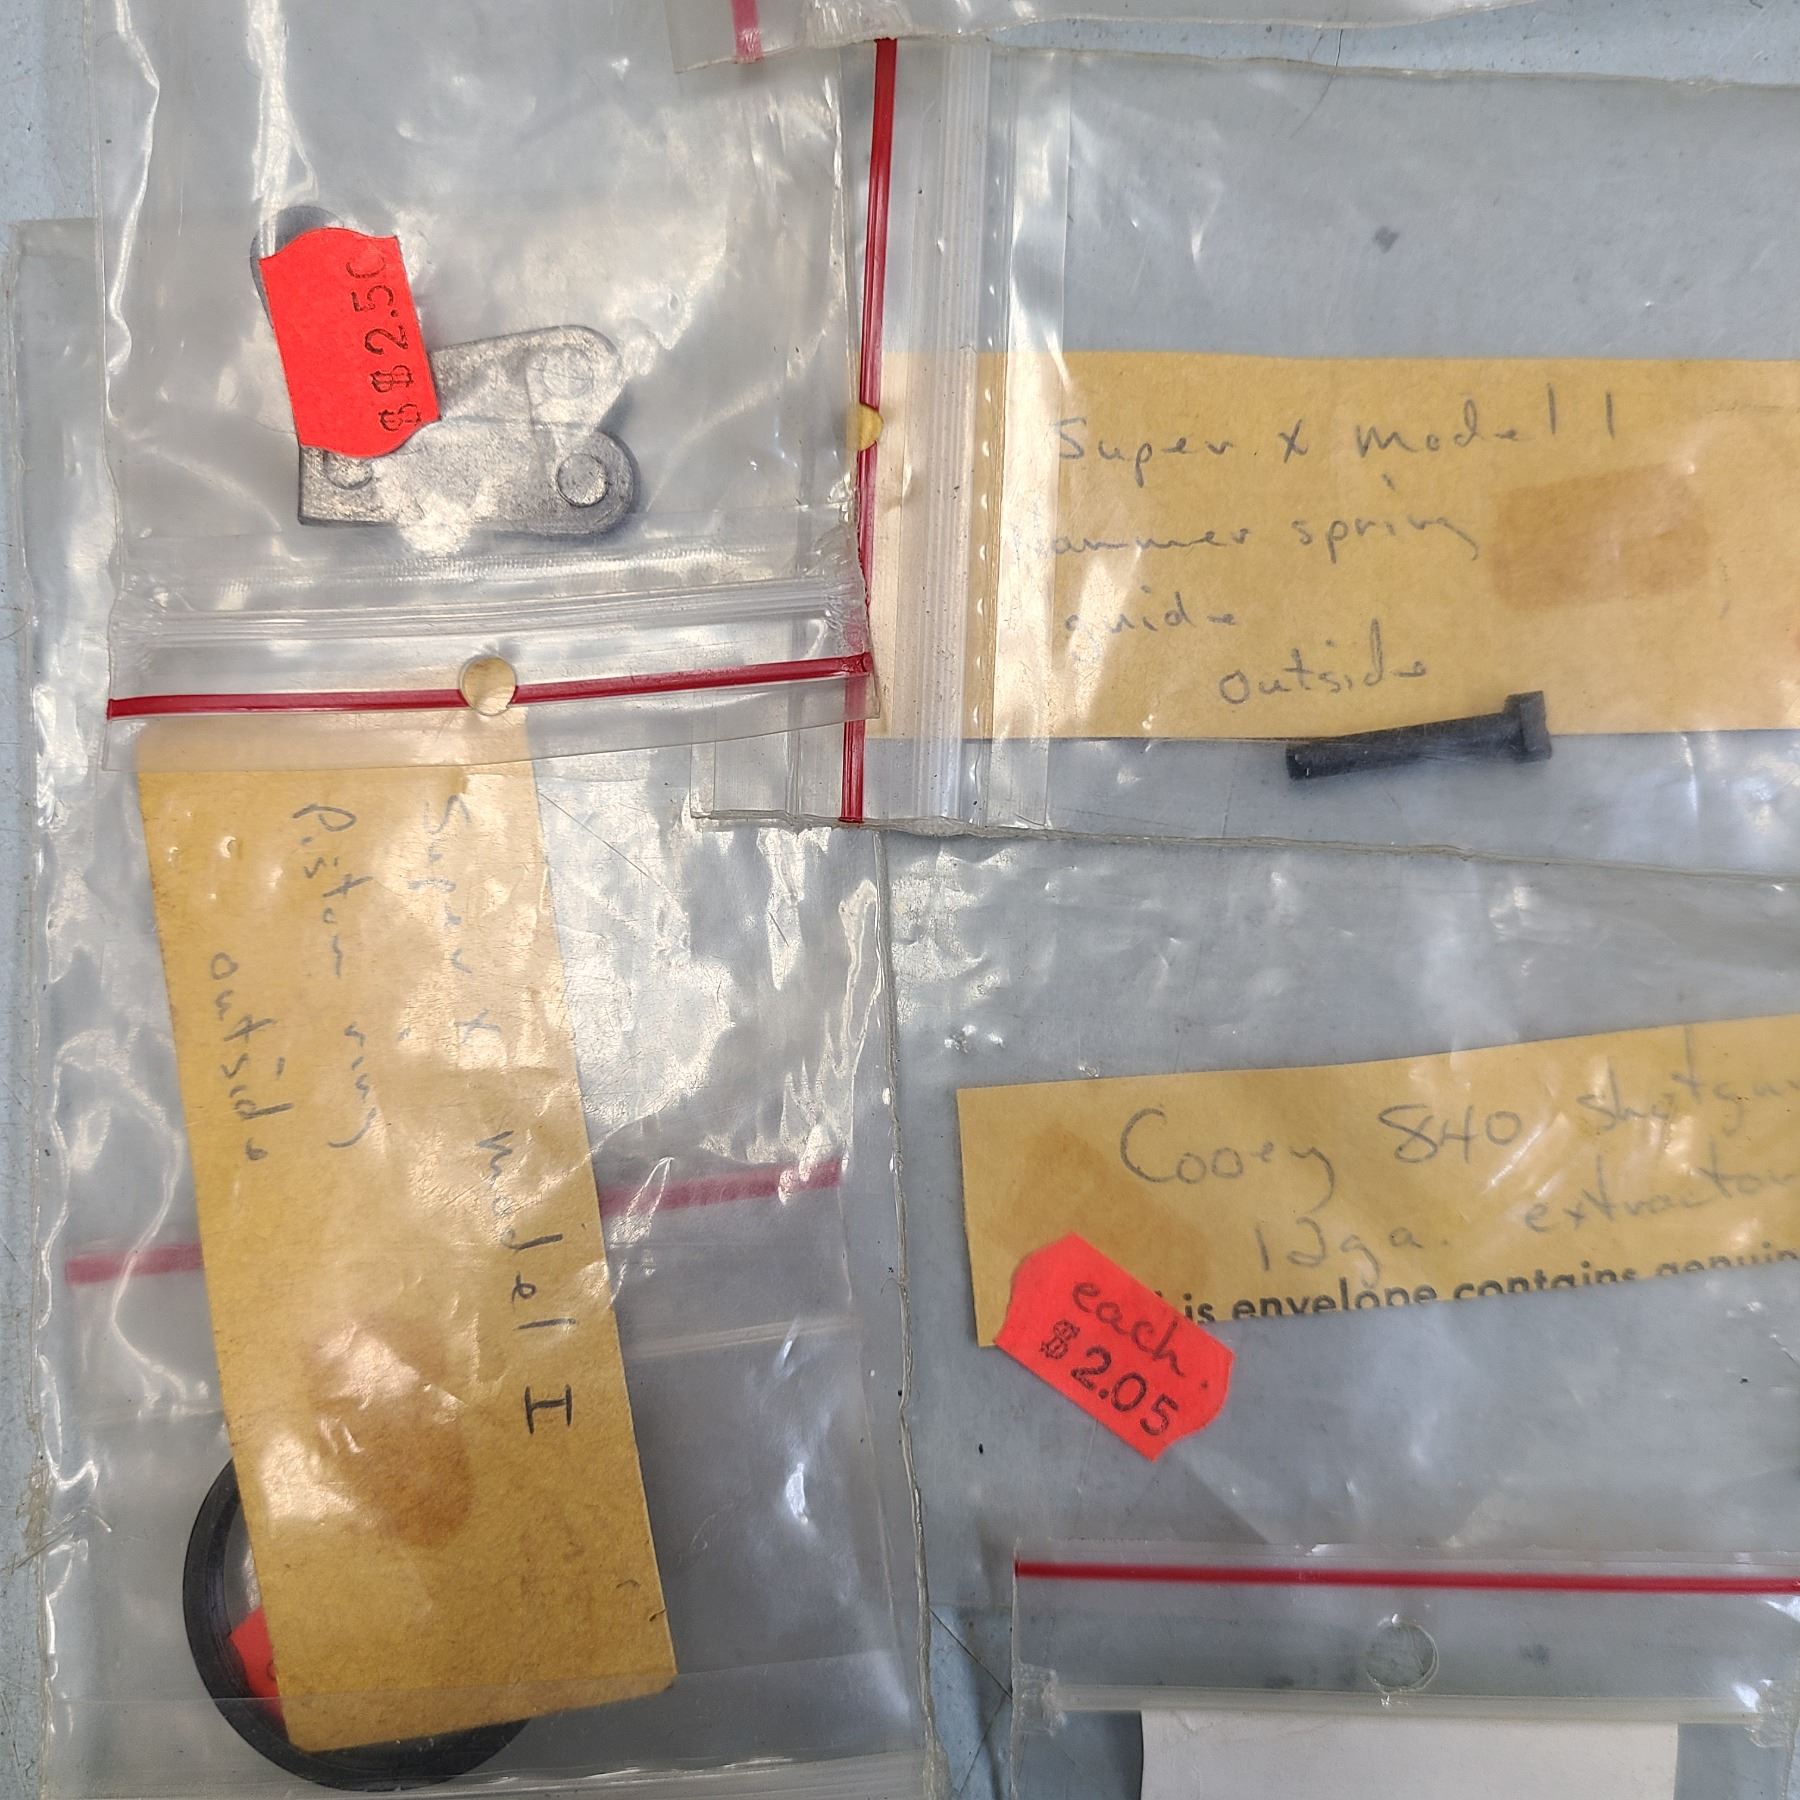 $ $2.50
Super X Model 1
hammer spring
guide
outside
Super X Model I
Piston ring
outside
Cooey 840 Shotgun
12ga. extractor
is envelope contains genuin
each
$2.05